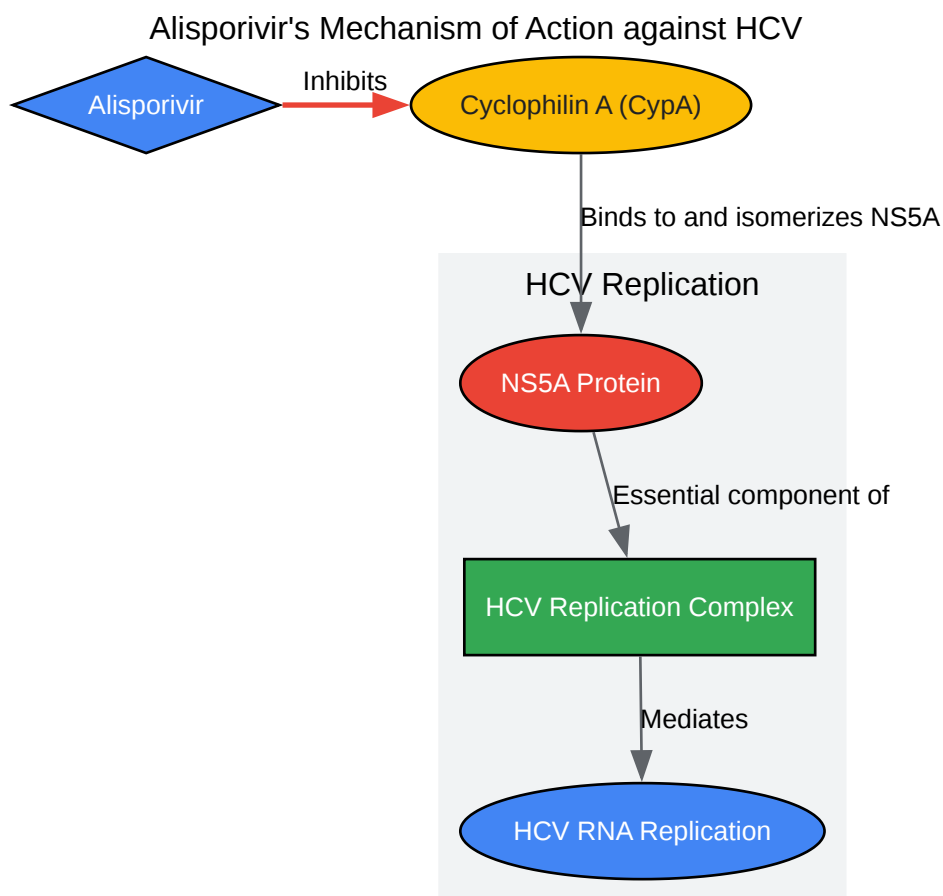 Alisporivir's Mechanism of Action against HCV
Alisporivir
Inhibits
Cyclophilin A (CypA)
Binds to and isomerizes NS5A
HCV Replication
NS5A Protein
Essential component of
HCV Replication Complex
Mediates
HCV RNA Replication